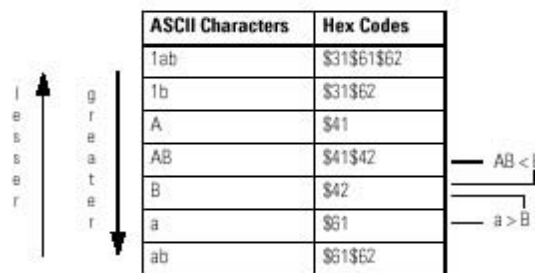 ASCII Characters Hex Codes
1ab $31$61$62
1b $31$62
A $41
AB $41$42
B $42
a $61
ab $61$62
lesser
greater
AB <
a > B